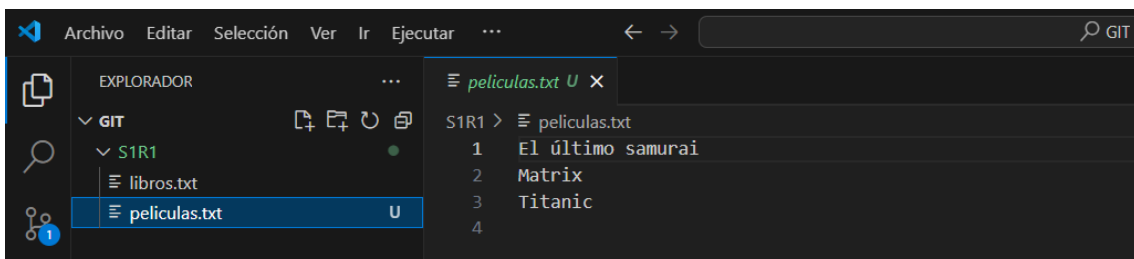 Archivo Editar Selección Ver Ir Ejecutar ··· GIT
EXPLORADOR ···
GIT
S1R1
libros.txt
peliculas.txt U
1
peliculas.txt U
S1R1 > peliculas.txt
1 El último samurai
2 Matrix
3 Titanic
4